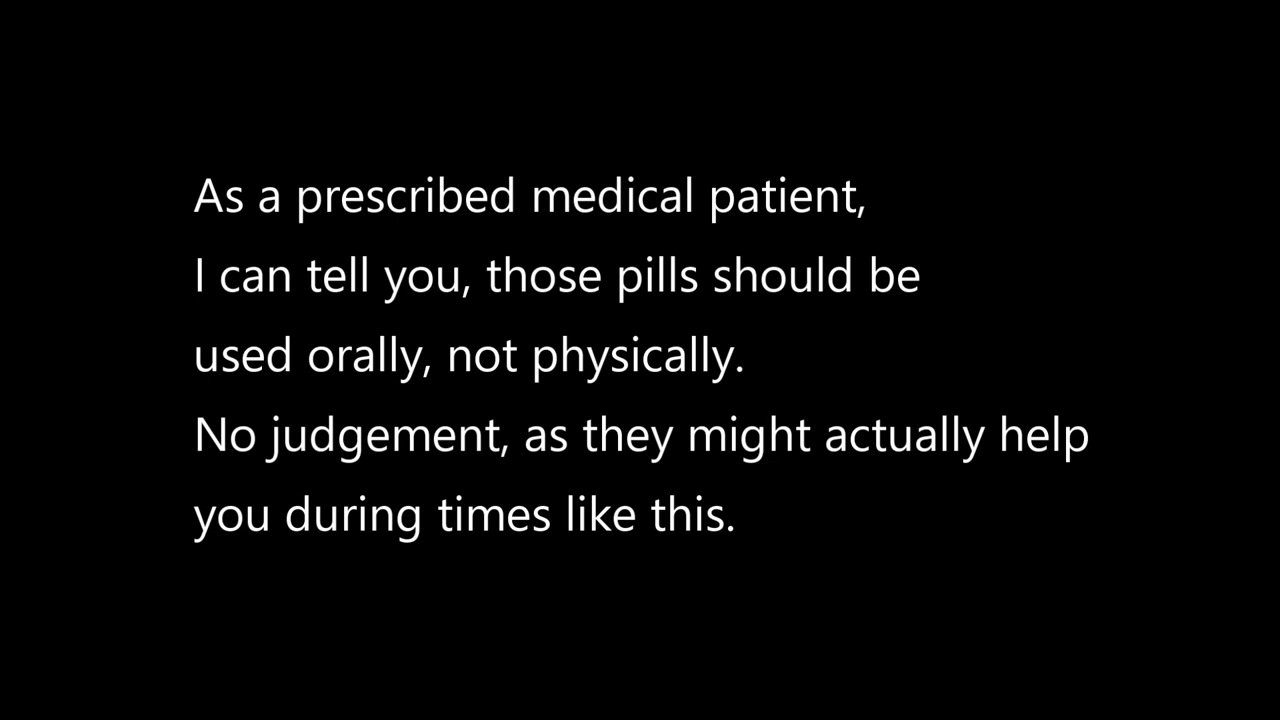 As a prescribed medical patient,
I can tell you, those pills should be
used orally, not physically.
No judgement, as they might actually help
you during times like this.